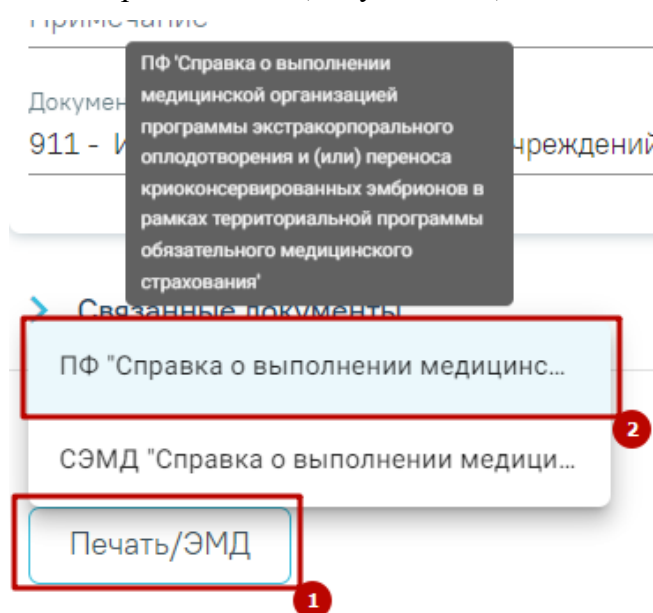 Примечание
ПФ 'Справка о выполнении
медицинской организацией
программы экстракорпорального
оплодотворения и (или) переноса
криоконсервированных эмбрионов в
рамках территориальной программы
обязательного медицинского
страхования'
Докумен
911 - И чреждений
Связанные документы
ПФ "Справка о выполнении медицинс...
2
СЭМД "Справка о выполнении медици...
Печать/ЭМД
1